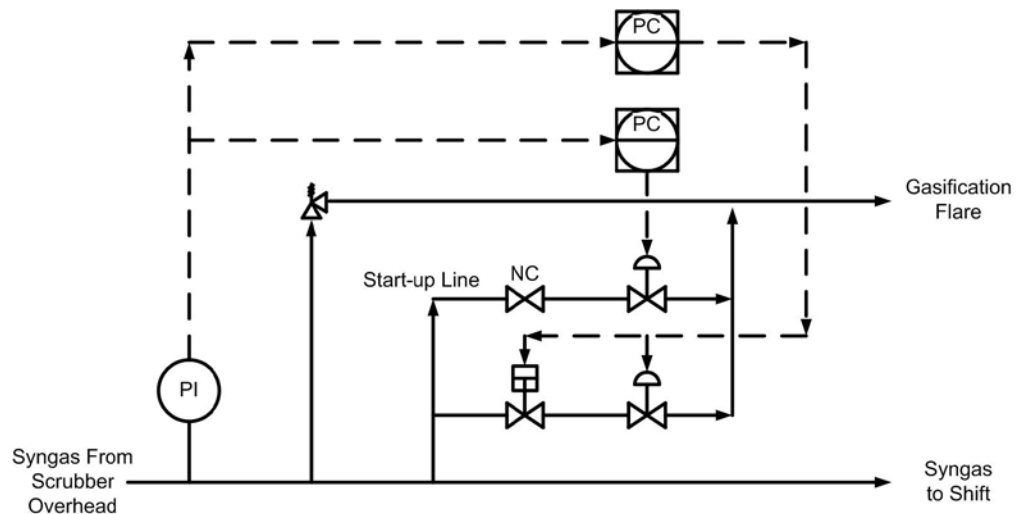 PC
PC
Gasification
Flare
Start-up Line
NC
PI
Syngas From
Scrubber
Overhead
Syngas
to Shift